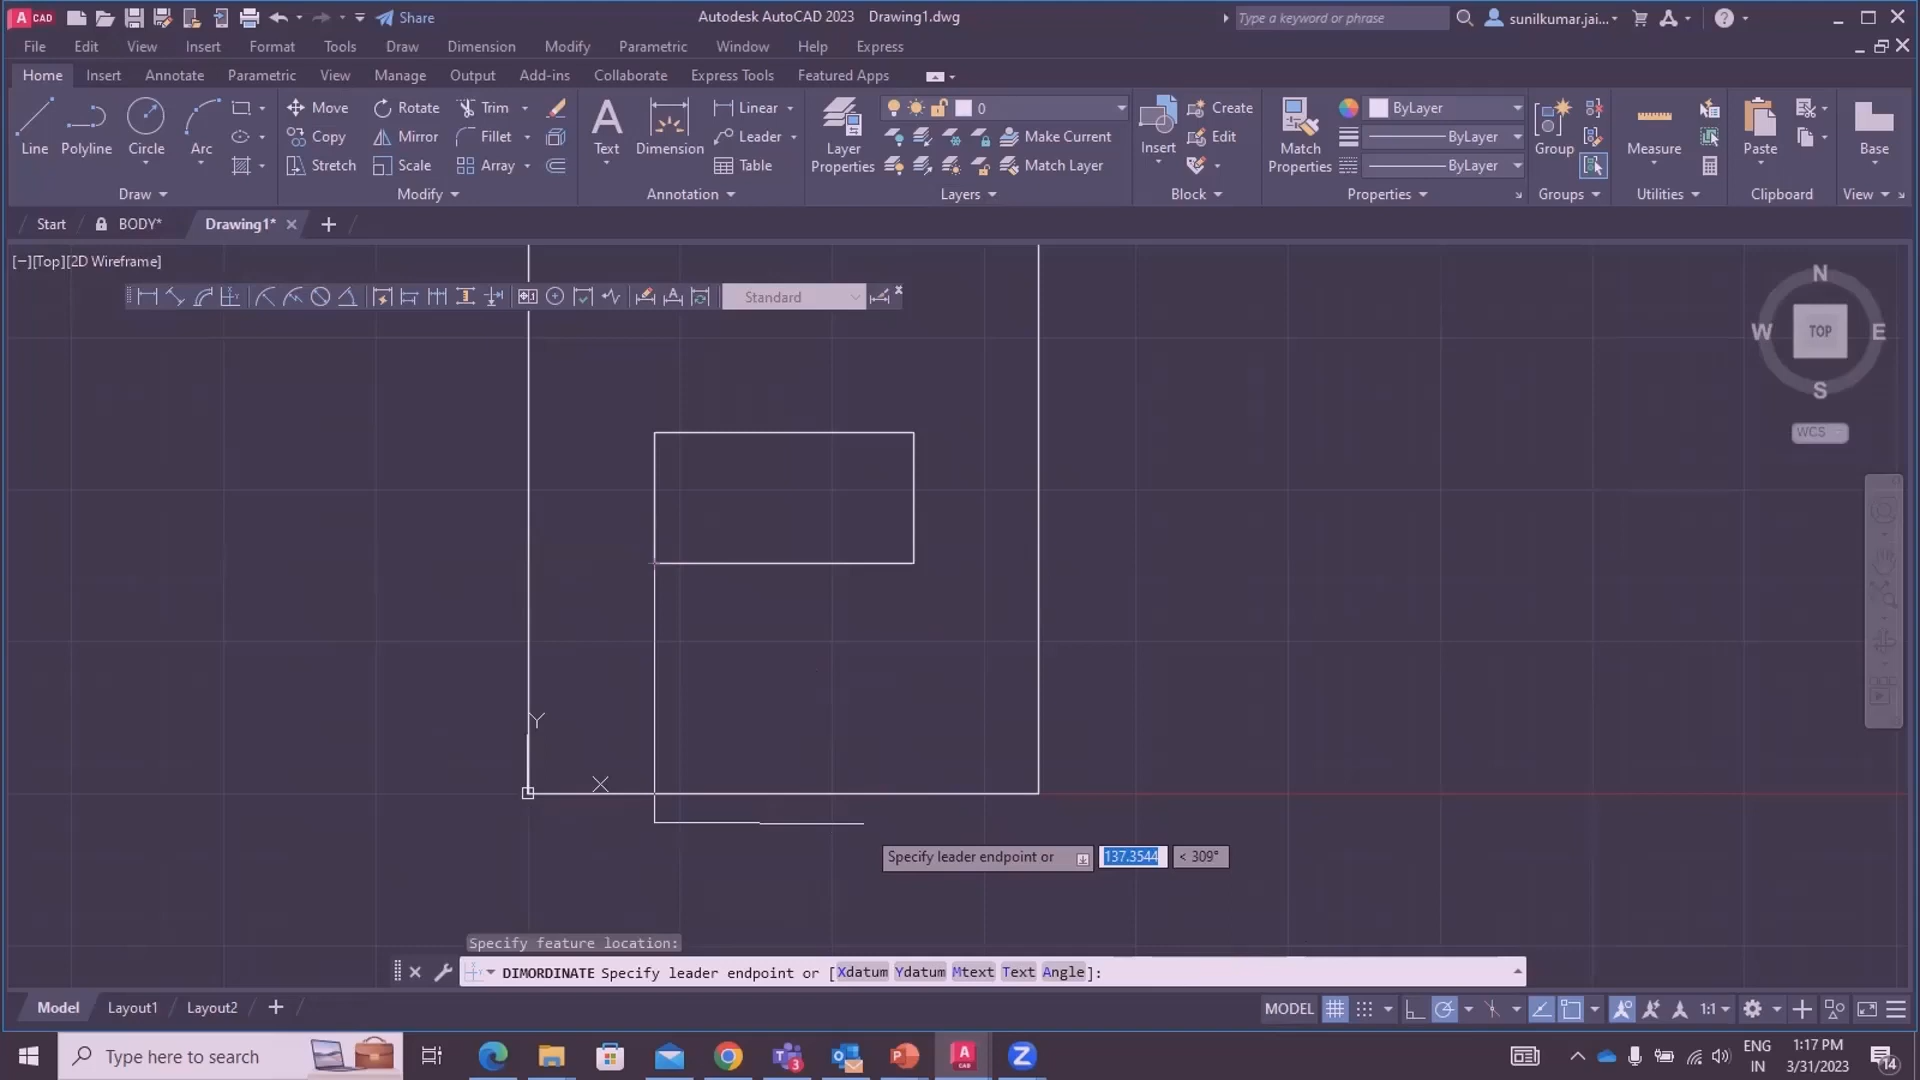 A CAD Share Autodesk AutoCAD 2023 Drawing1.dwg Type a keyword or phrase sunilkumar.jai...
File Edit View Insert Format Tools Draw Dimension Modify Parametric Window Help Express
Home Insert Annotate Parametric View Manage Output Add-ins Collaborate Express Tools Featured Apps
Line Polyline Circle Arc
Move Rotate Trim
Copy Mirror Fillet
Stretch Scale Array
Text Dimension
Linear
Leader
Table
Layer Properties
0
Make Current
Match Layer
Insert
Create
Edit
Match Properties
ByLayer
ByLayer
ByLayer
Group
Measure
Paste
Base
Draw Modify Annotation Layers Block Properties Groups Utilities Clipboard View
Start BODY* Drawing1*
[−][Top][2D Wireframe]
Standard
N
W TOP E
S
WCS
Y
X
Specify leader endpoint or 137.3544 < 309°
Specify feature location:
DIMORDINATE Specify leader endpoint or [Xdatum Ydatum Mtext Text Angle]:
Model Layout1 Layout2
MODEL 1:1
Type here to search
3
A CAD
Z
ENG
IN
1:17 PM
3/31/2023
14